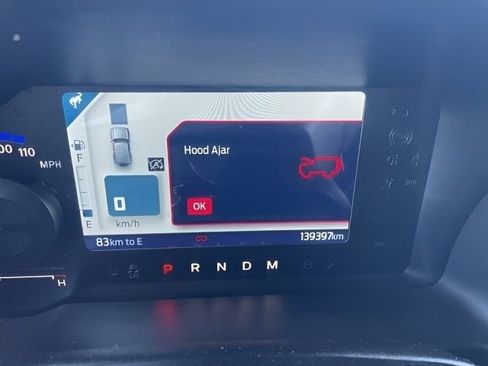 00 110
MPH
F
E
H
A
Hood Ajar
OK
0
km/h
83km to E
139397km
P R N D M